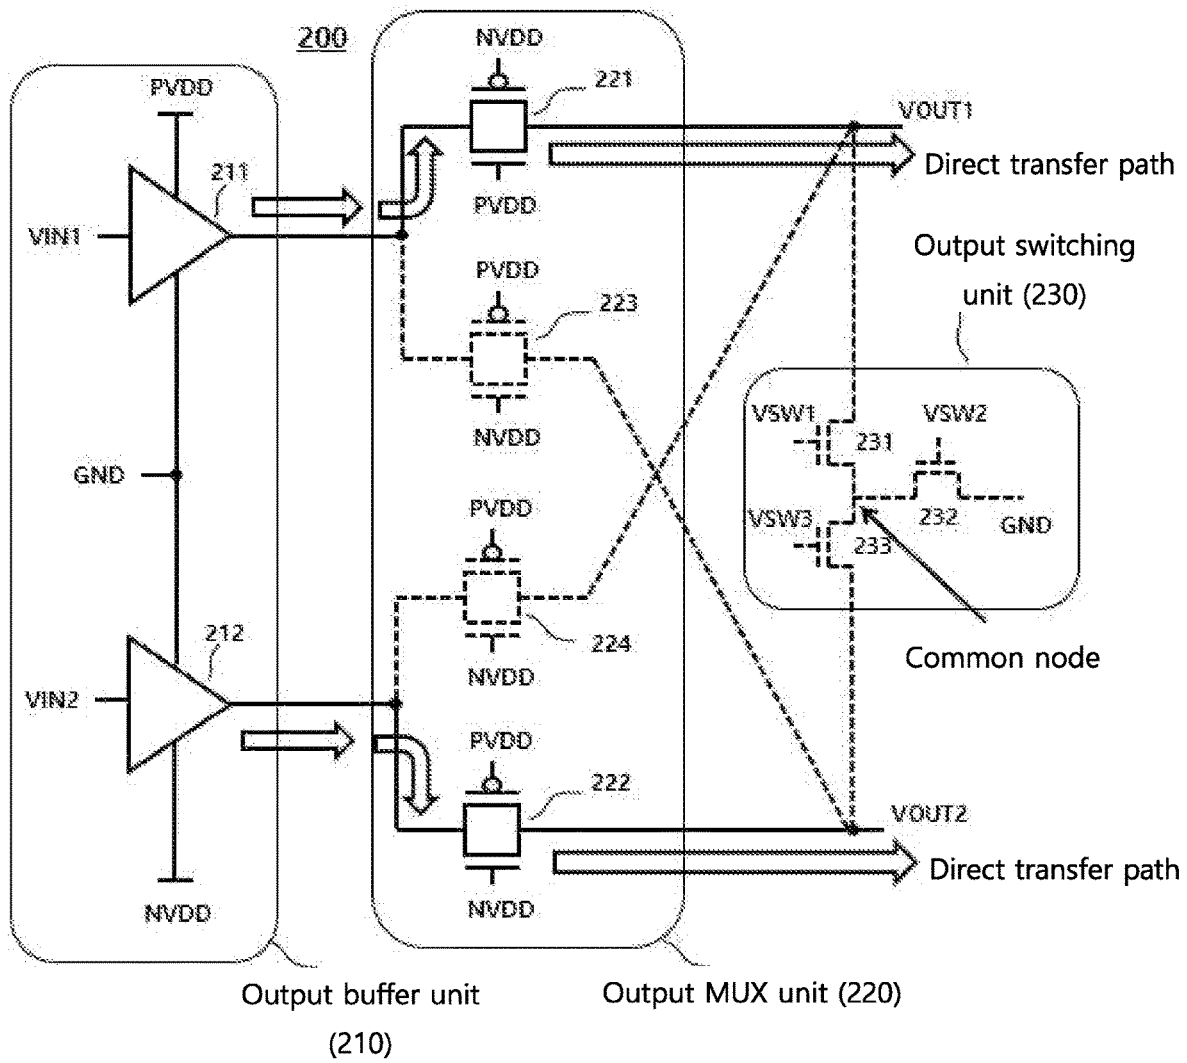 200
NVDD
221
PVDD
VOUT1
Direct transfer path
211
VIN1
PVDD
Output switching
unit (230)
PVDD
223
NVDD
VSW1
VSW2
231
GND
232
GND
VSW3
233
PVDD
224
NVDD
Common node
212
VIN2
PVDD
222
VOUT2
Direct transfer path
NVDD
NVDD
Output buffer unit
(210)
Output MUX unit (220)